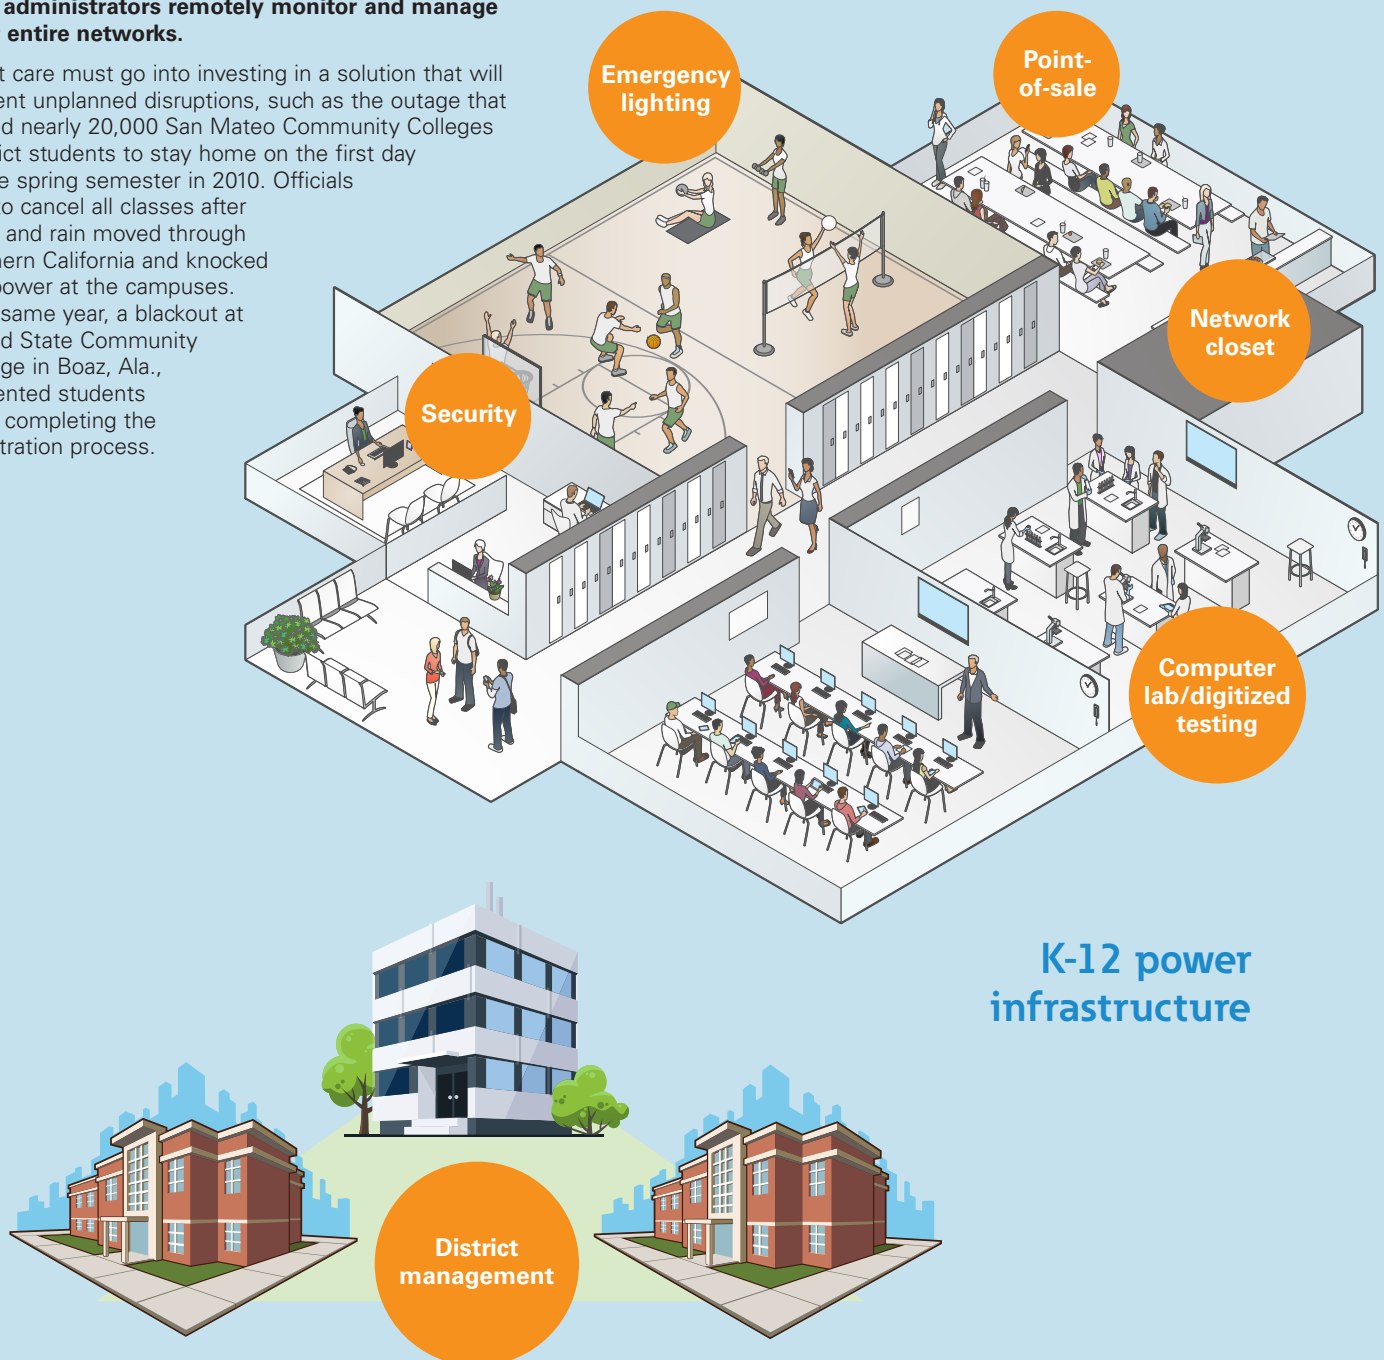 administrators remotely monitor and manage
entire networks.
t care must go into investing in a solution that will
ent unplanned disruptions, such as the outage that
d nearly 20,000 San Mateo Community Colleges
ict students to stay home on the first day
e spring semester in 2010. Officials
to cancel all classes after
and rain moved through
hern California and knocked
power at the campuses.
same year, a blackout at
d State Community
ge in Boaz, Ala.,
ented students
completing the
tration process.
Emergency
lighting
Point-
of-sale
Network
closet
Security
Computer
lab/digitized
testing
K-12 power
infrastructure
District
management